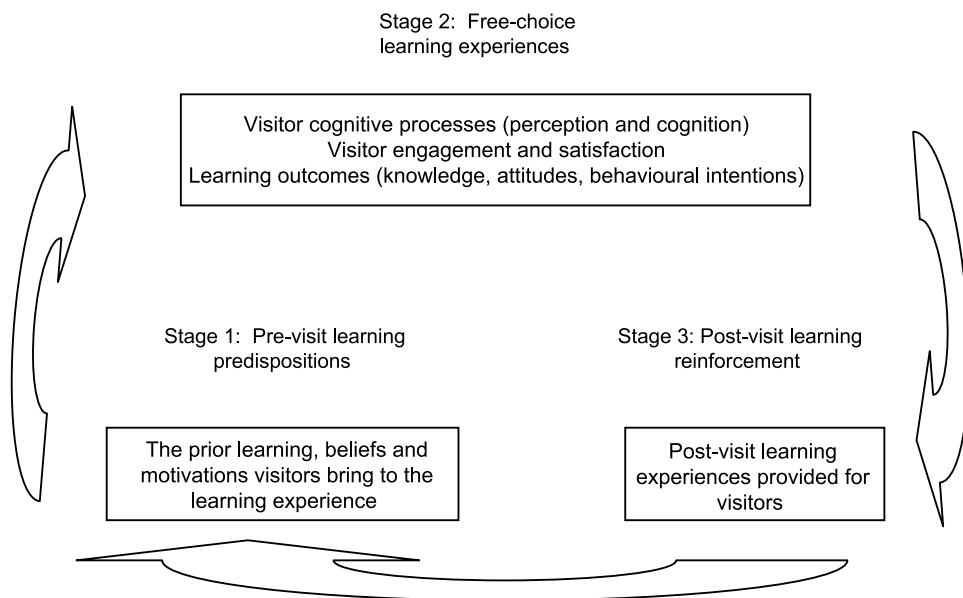 Stage 2: Free-choice
learning experiences
Visitor cognitive processes (perception and cognition)
Visitor engagement and satisfaction
Learning outcomes (knowledge, attitudes, behavioural intentions)
Stage 1: Pre-visit learning
predispositions
The prior learning, beliefs and
motivations visitors bring to the
learning experience
Stage 3: Post-visit learning
reinforcement
Post-visit learning
experiences provided for
visitors